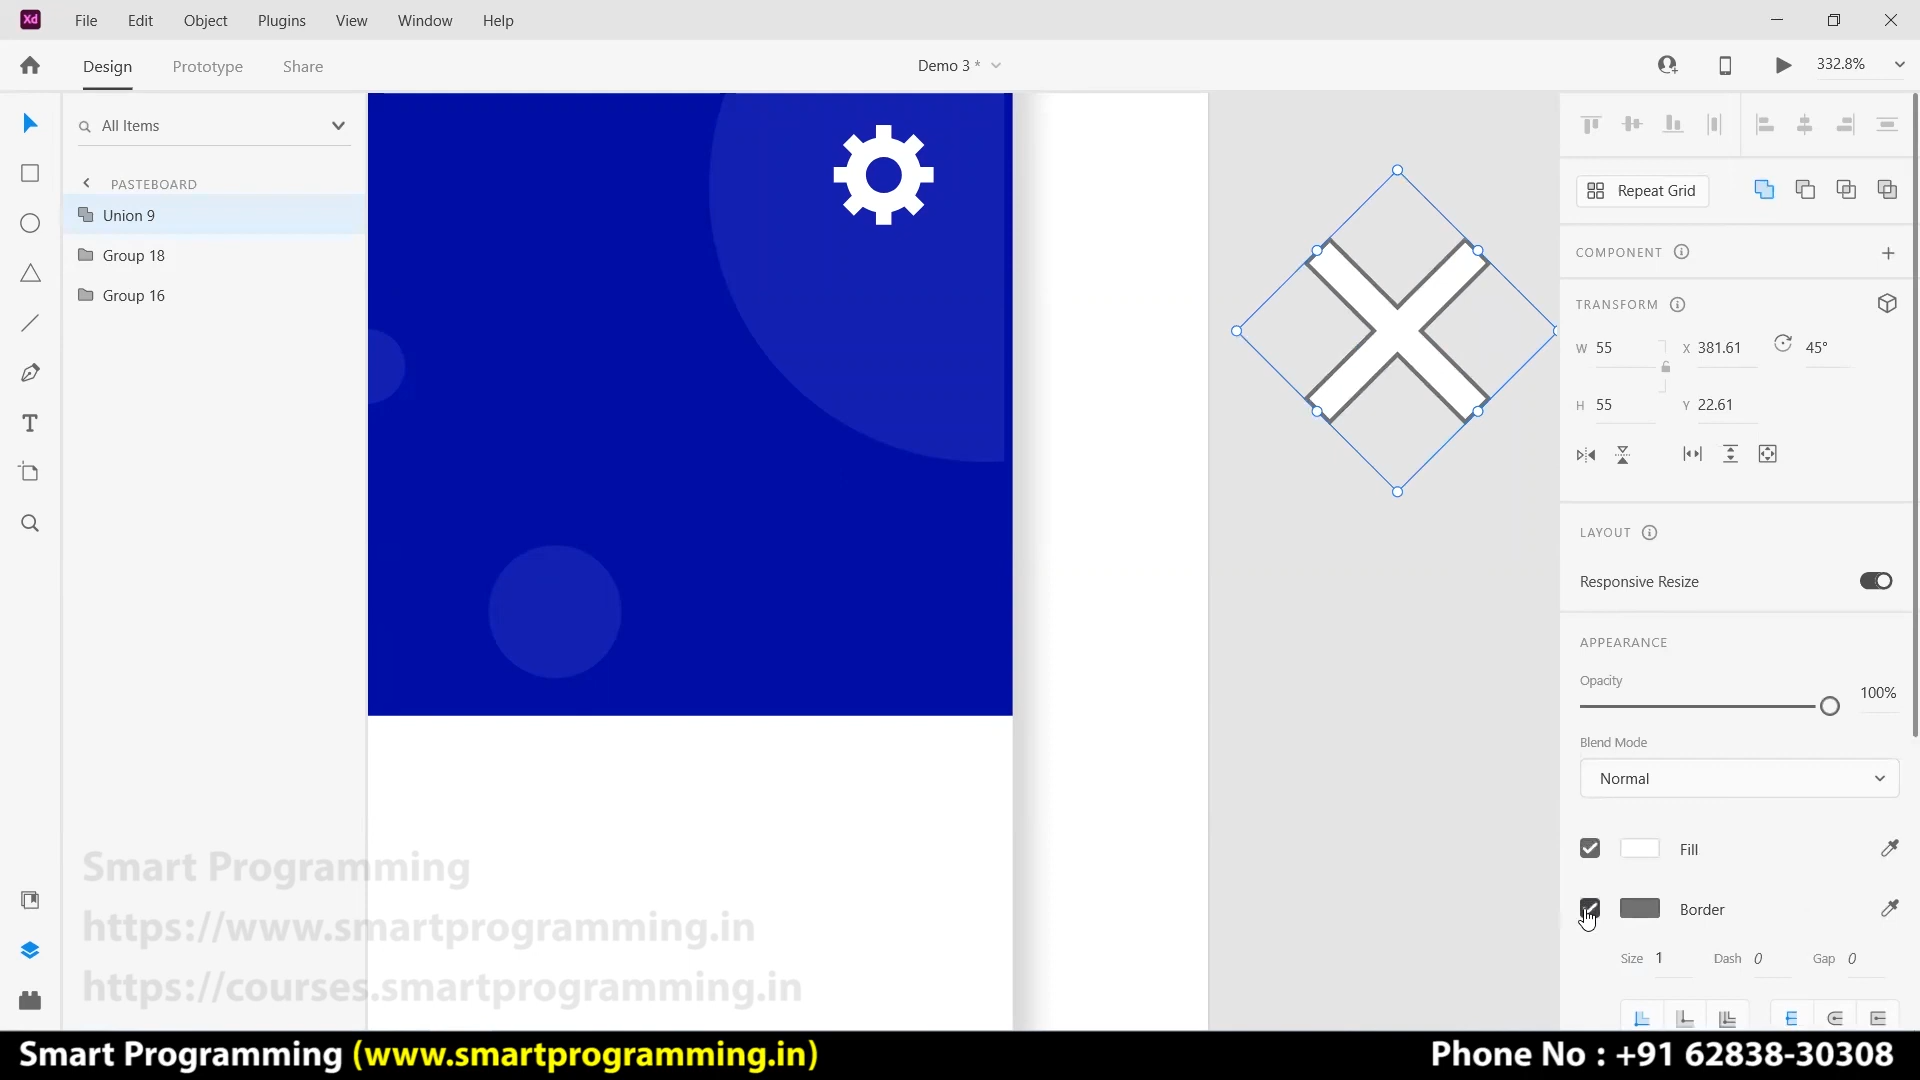 Xd File Edit Object Plugins View Window Help
Design Prototype Share Demo 3 * 332.8%
All Items
PASTEBOARD
Union 9
Group 18
Group 16
Repeat Grid
COMPONENT
TRANSFORM
W 55 X 381.61 45°
H 55 Y 22.61
LAYOUT
Responsive Resize
APPEARANCE
Opacity
100%
Blend Mode
Normal
Fill
Border
Size 1 Dash 0 Gap 0
Smart Programming
https://www.smartprogramming.in
https://courses.smartprogramming.in
Smart Programming (www.smartprogramming.in) Phone No : +91 62838-30308